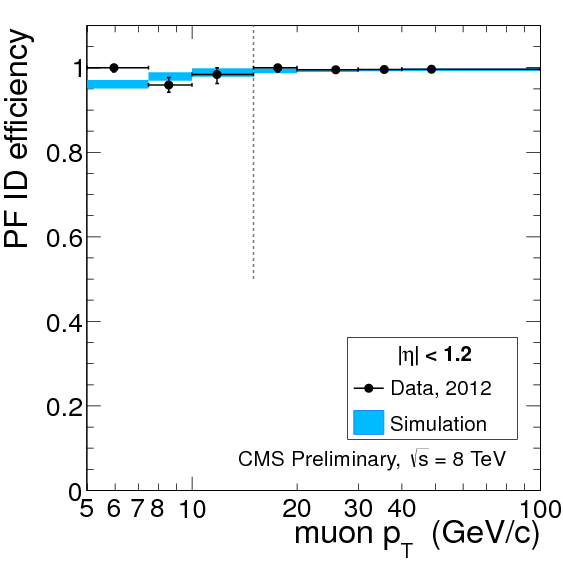 PF ID efficiency
1
0.8
0.6
0.4
0.2
0
|η| < 1.2
Data, 2012
Simulation
CMS Preliminary, √s = 8 TeV
5 6 7 8 10 20 30 40 100
muon pT (GeV/c)